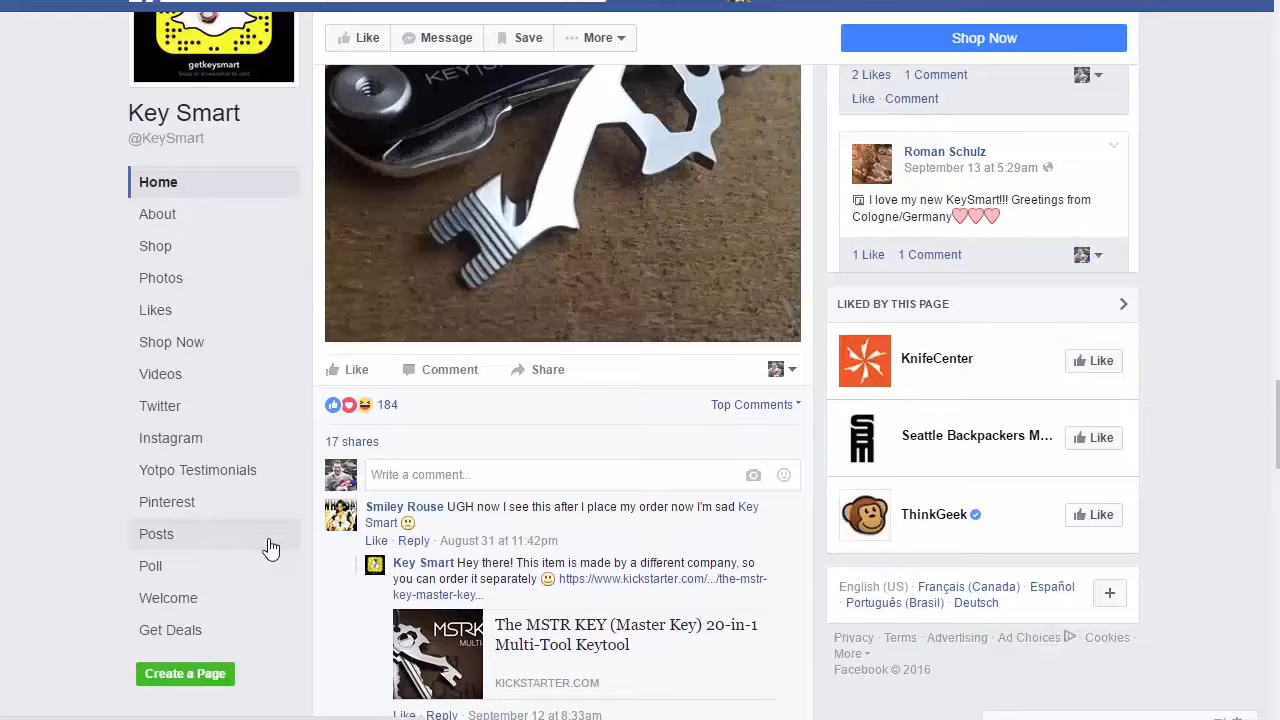 getkeysmart
Key Smart
@KeySmart
Home
About
Shop
Photos
Likes
Shop Now
Videos
Twitter
Instagram
Yotpo Testimonials
Pinterest
Posts
Poll
Welcome
Get Deals
Create a Page
Like
Message
Save
More
Shop Now
KEYS
Like
Comment
Share
184
Top Comments
17 shares
Write a comment...
Smiley Rouse UGH now I see this after I place my order now I'm sad Key
Smart
Like · Reply · August 31 at 11:42pm
Key Smart Hey there! This item is made by a different company, so
you can order it separately https://www.kickstarter.com/.../the-mstr-
key-master-key...
MSTRK
MULTI
The MSTR KEY (Master Key) 20-in-1
Multi-Tool Keytool
KICKSTARTER.COM
Like · Reply · September 12 at 8:33am
2 Likes 1 Comment
Like · Comment
Roman Schulz
September 13 at 5:29am
I love my new KeySmart!!! Greetings from
Cologne/Germany
1 Like 1 Comment
LIKED BY THIS PAGE
KnifeCenter
Like
SEM
Seattle Backpackers M...
Like
ThinkGeek
Like
English (US) · Français (Canada) · Español
· Português (Brasil) · Deutsch
Privacy · Terms · Advertising · Ad Choices · Cookies ·
More
Facebook © 2016